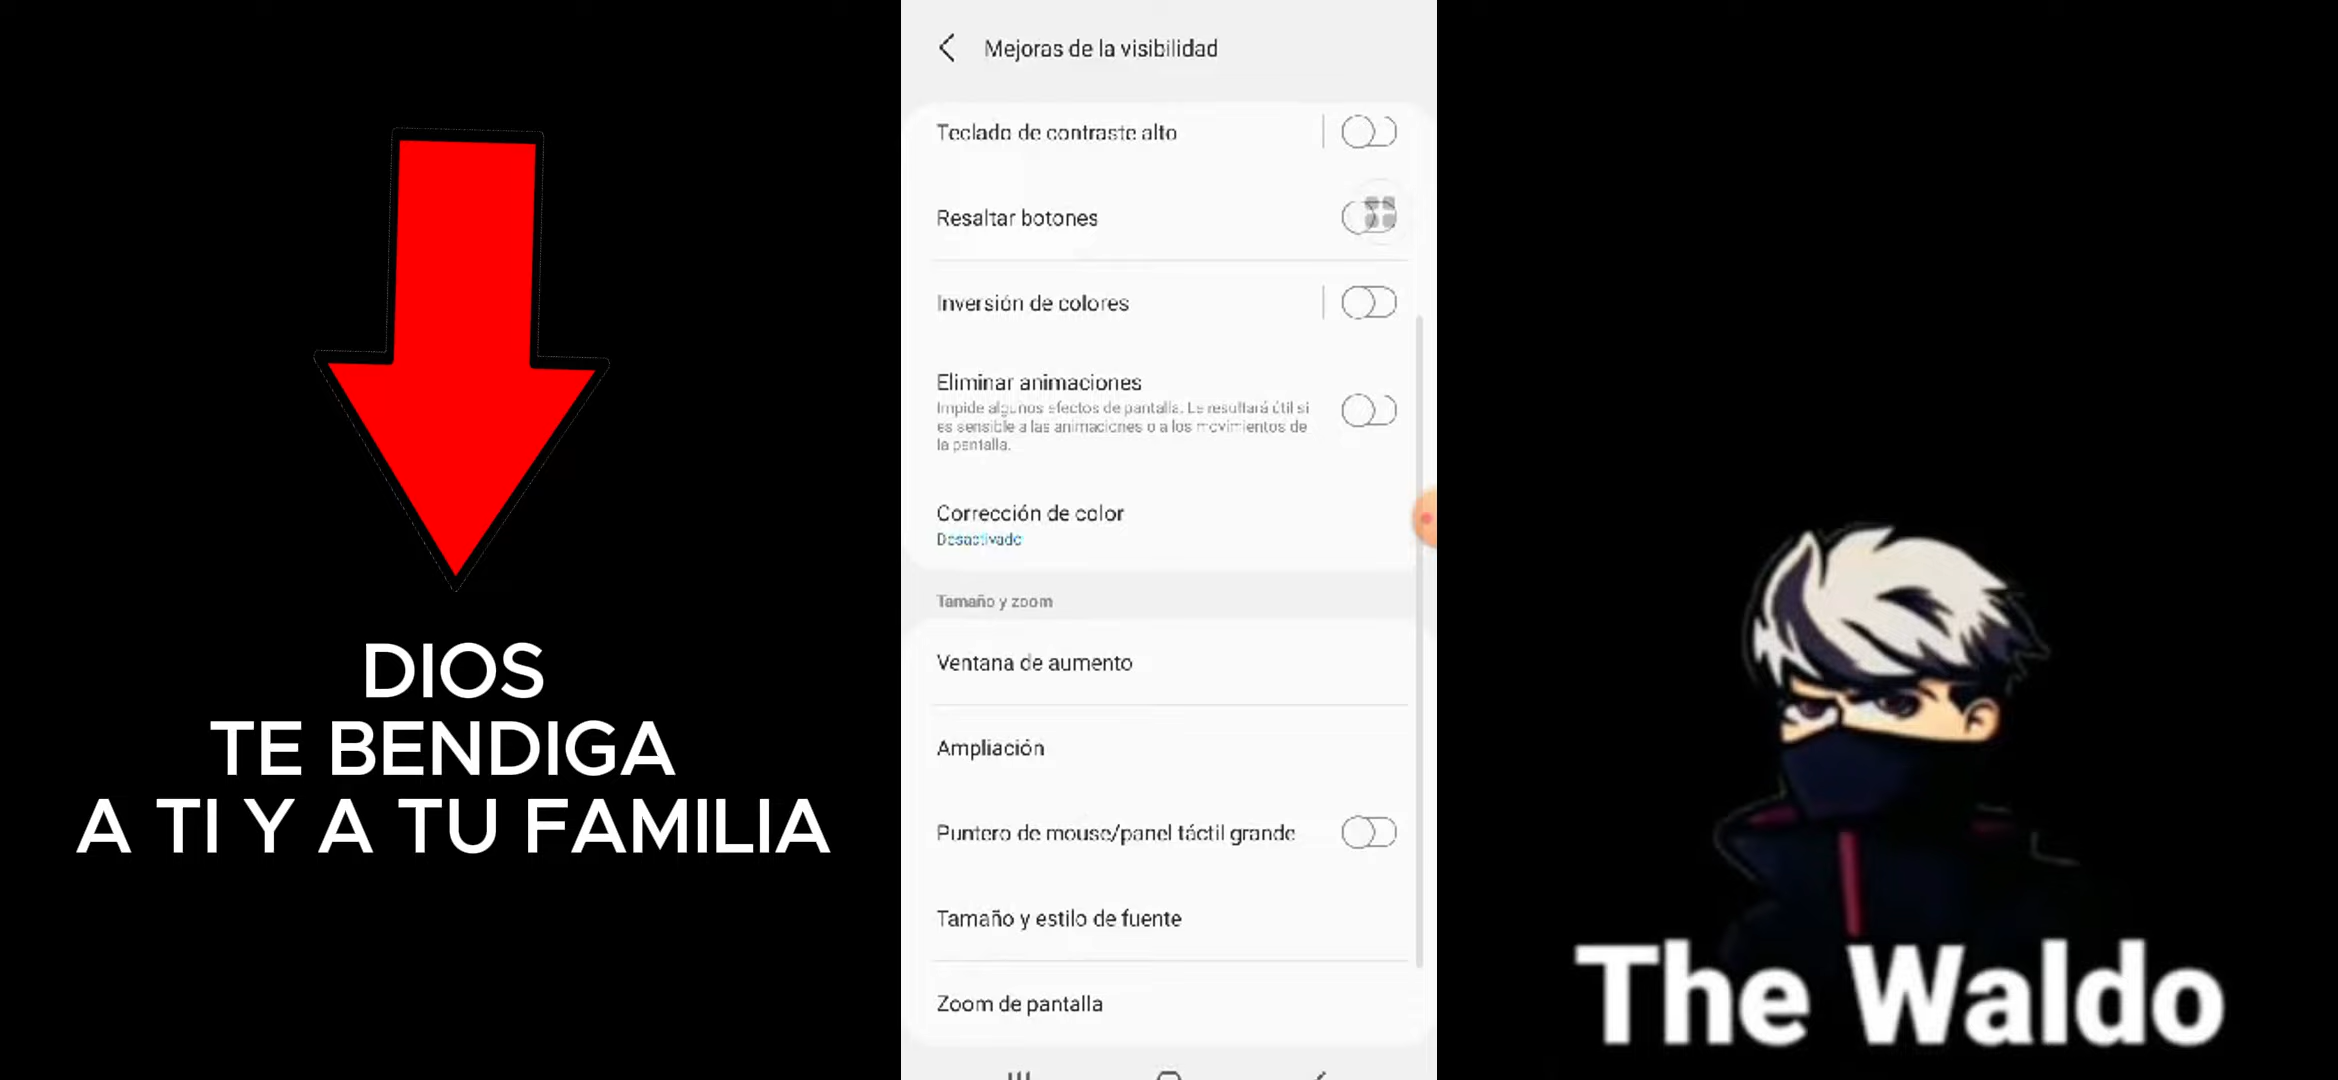 DIOS
TE BENDIGA
A TI Y A TU FAMILIA
Mejoras de la visibilidad
Teclado de contraste alto
Resaltar botones
Inversión de colores
Eliminar animaciones
Impide algunos efectos de pantalla. Le resultará útil si
es sensible a las animaciones o a los movimientos de
la pantalla.
Corrección de color
Desactivado
Tamaño y zoom
Ventana de aumento
Ampliación
Puntero de mouse/panel táctil grande
Tamaño y estilo de fuente
Zoom de pantalla
The Waldo